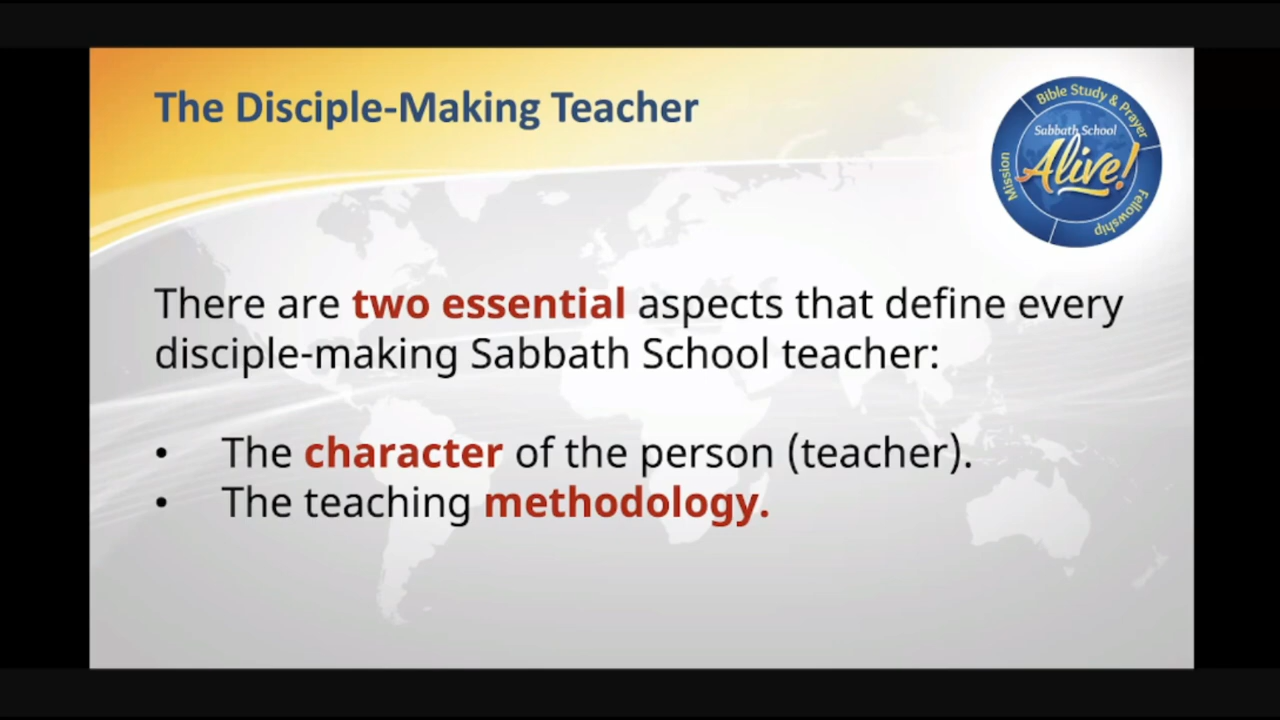 The Disciple-Making Teacher
Bible Study & Prayer
Sabbath School
Alive!
Mission
Fellowship
There are two essential aspects that define every
disciple-making Sabbath School teacher:
• The character of the person (teacher).
• The teaching methodology.